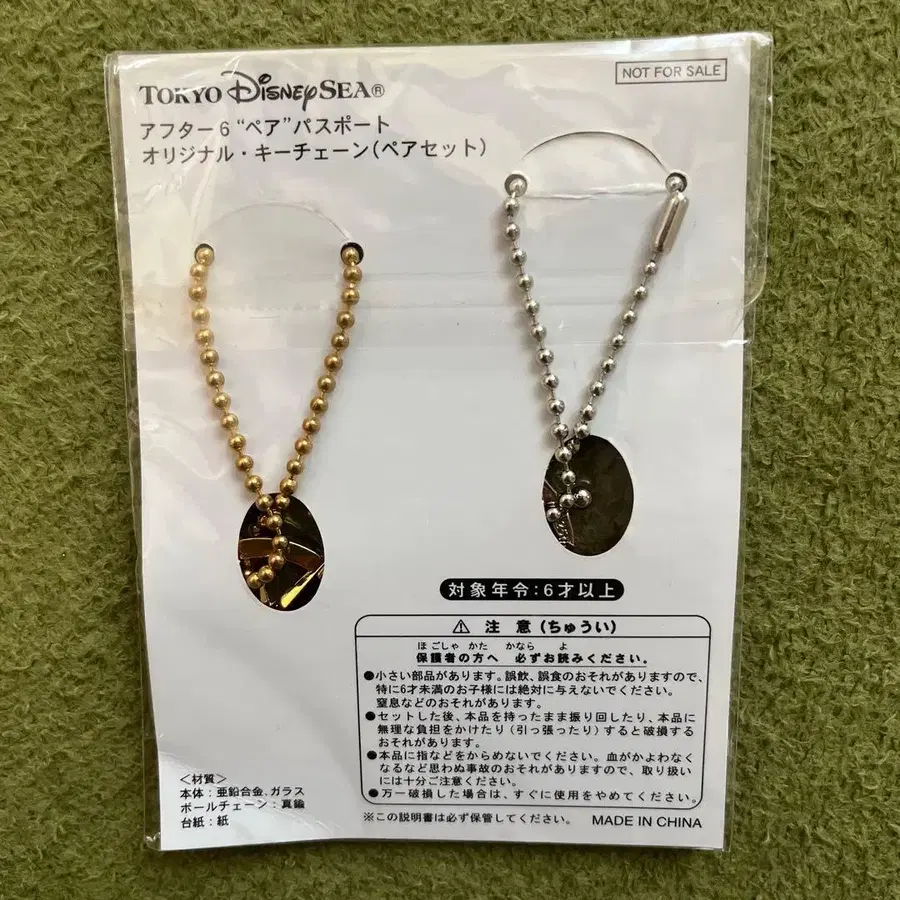 TOKYO DisneySEA®
NOT FOR SALE
アフター6“ペア”パスポート
オリジナル・キーチェーン(ペアセット)
対象年令:6才以上
⚠ 注意(ちゅうい)
ほごしゃ かた かなら よ
保護者の方へ 必ずお読みください。
●小さい部品があります。誤飲、誤食のおそれがありますので、
特に6才未満のお子様には絶対に与えないでください。
窒息などのおそれがあります。
●セットした後、本品を持ったまま振り回したり、本品に
無理な負担をかけたり(引っ張ったり)すると破損する
おそれがあります。
●本品に指などをからめないでください。血がかよわなく
なるなど思わぬ事故のおそれがありますので、取り扱い
には十分ご注意ください。
●万一破損した場合は、すぐに使用をやめてください。
※この説明書は必ず保管してください。 MADE IN CHINA
<材質>
本体:亜鉛合金、ガラス
ボールチェーン:真鍮
台紙:紙